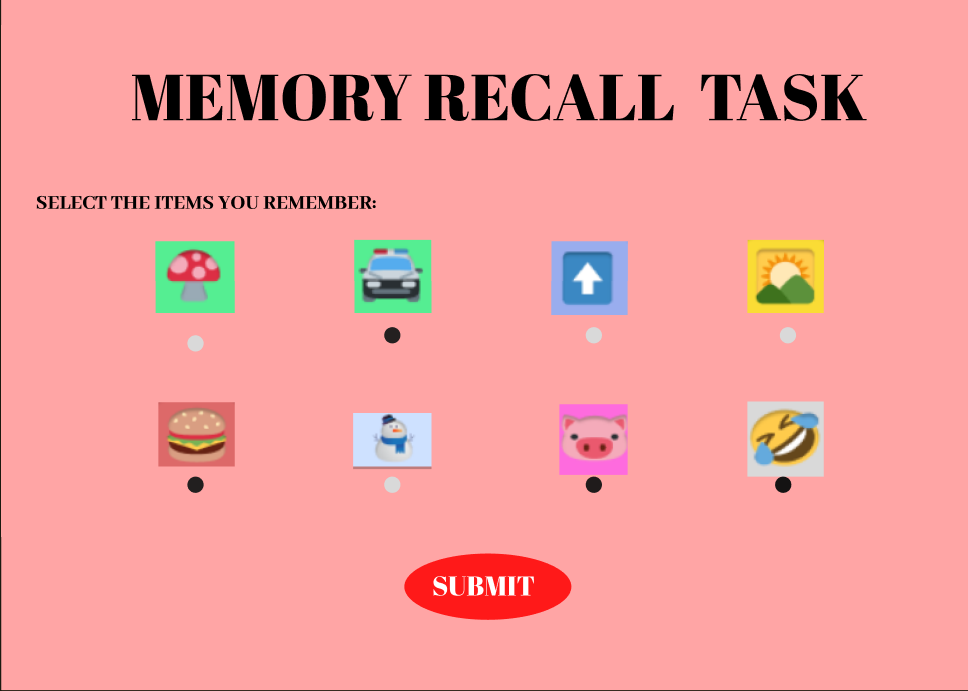 MEMORY RECALL TASK
SELECT THE ITEMS YOU REMEMBER:
SUBMIT